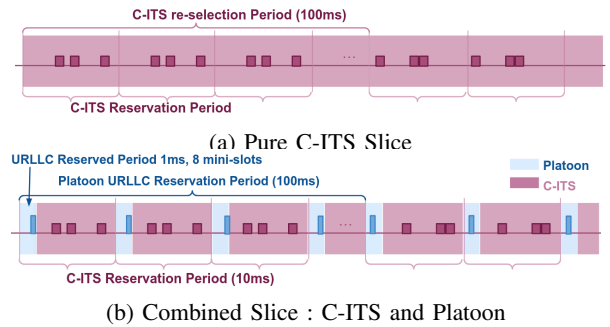 C-ITS re-selection Period (100ms)
...
C-ITS Reservation Period
(a) Pure C-ITS Slice
URLLC Reserved Period 1ms, 8 mini-slots
Platoon
Platoon URLLC Reservation Period (100ms)
C-ITS
...
C-ITS Reservation Period (10ms)
(b) Combined Slice : C-ITS and Platoon